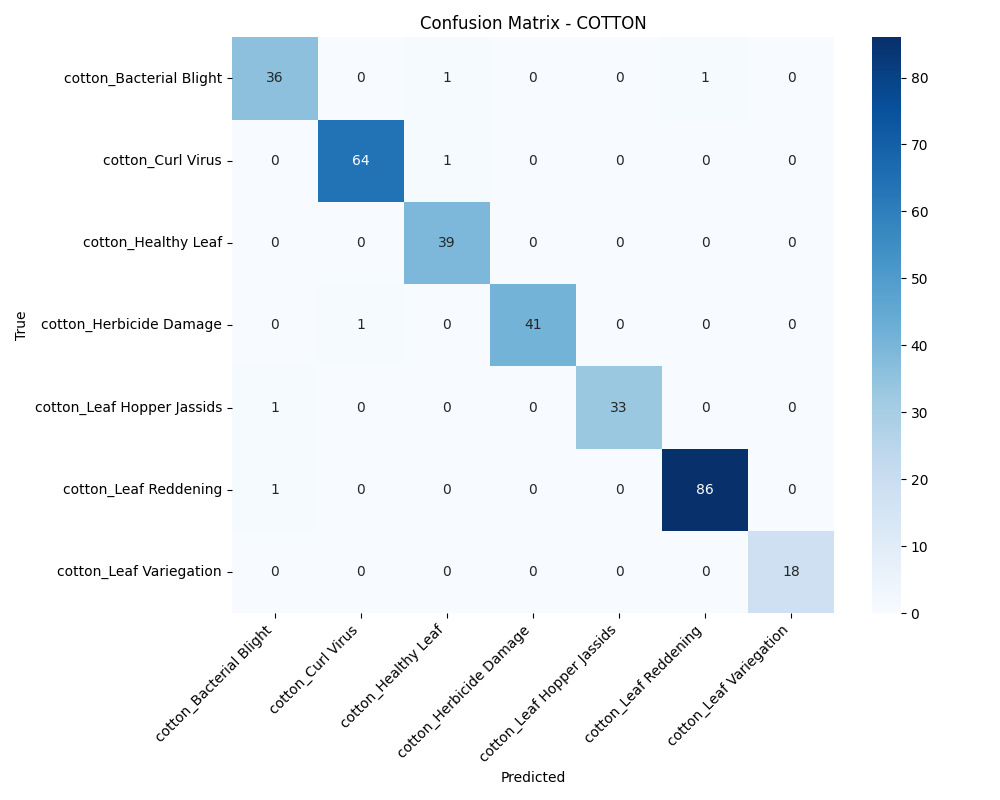 Confusion Matrix - COTTON
True
cotton_Bacterial Blight 36 0 1 0 0 1 0
cotton_Curl Virus 0 64 1 0 0 0 0
cotton_Healthy Leaf 0 0 39 0 0 0 0
cotton_Herbicide Damage 0 1 0 41 0 0 0
cotton_Leaf Hopper Jassids 1 0 0 0 33 0 0
cotton_Leaf Reddening 1 0 0 0 0 86 0
cotton_Leaf Variegation 0 0 0 0 0 0 18
cotton_Bacterial Blight
cotton_Curl Virus
cotton_Healthy Leaf
cotton_Herbicide Damage
cotton_Leaf Hopper Jassids
cotton_Leaf Reddening
cotton_Leaf Variegation
Predicted
80
70
60
50
40
30
20
10
0